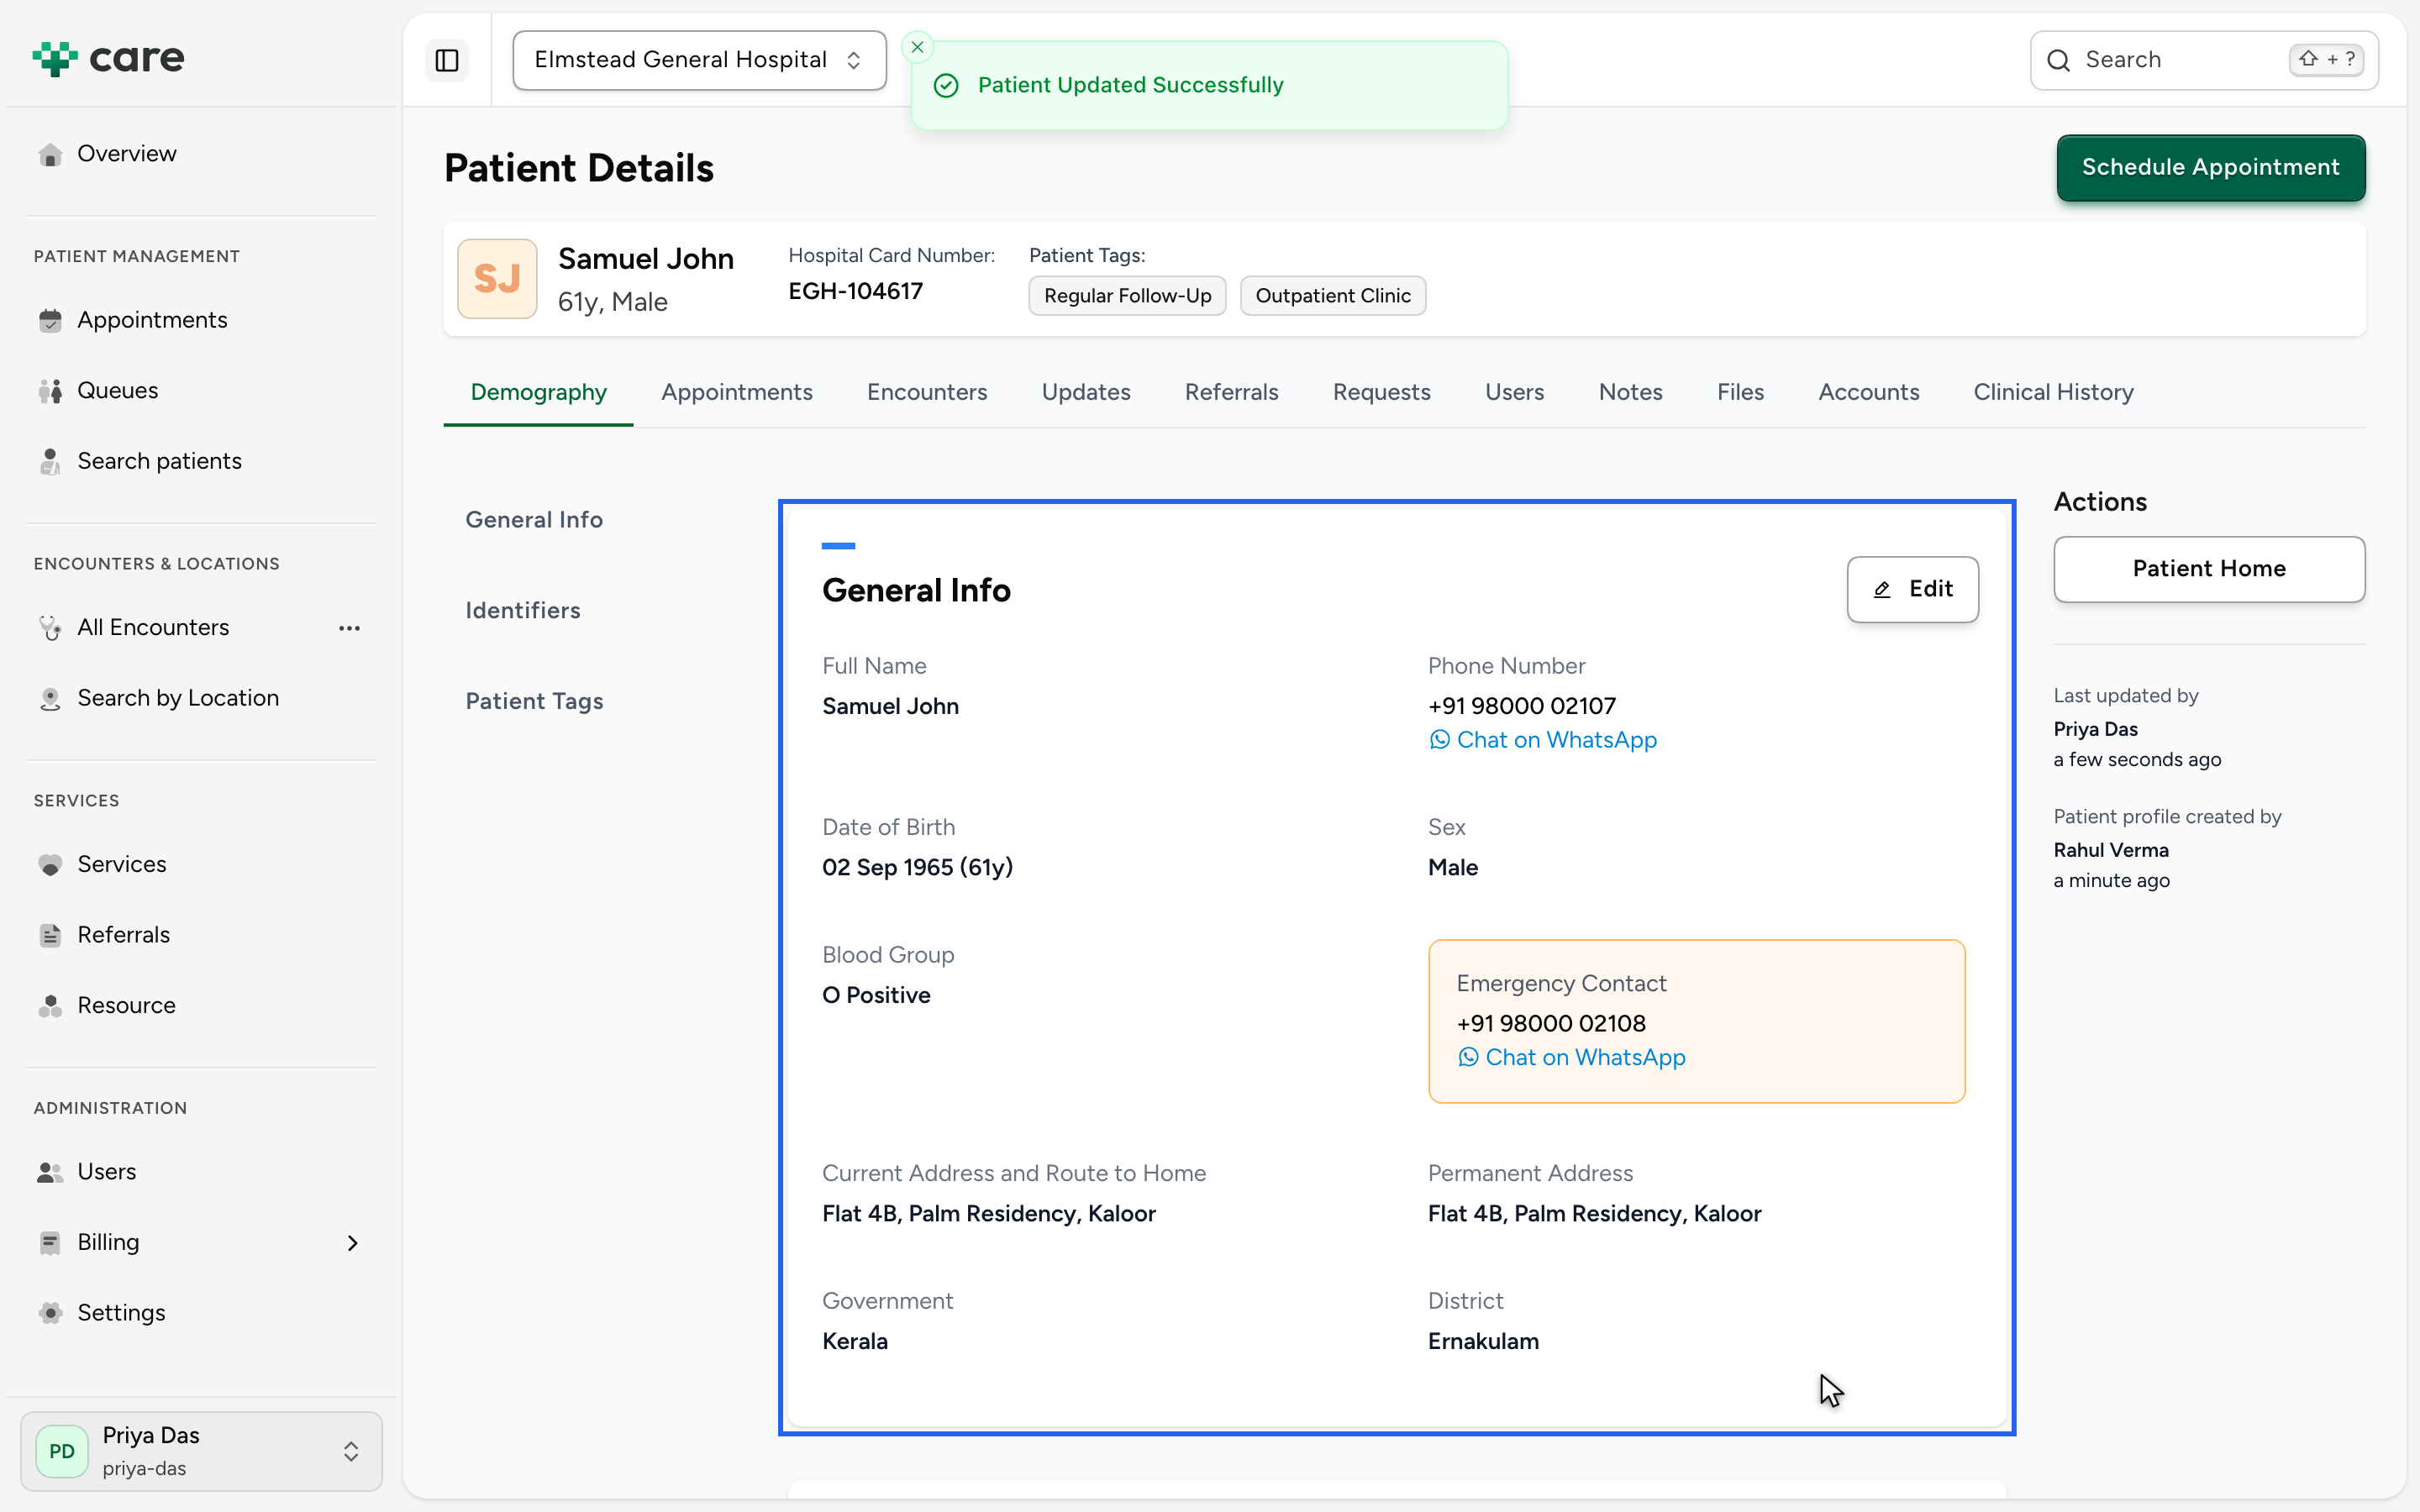 care
Elmstead General Hospital
Patient Updated Successfully
Search
+ ?
Overview
PATIENT MANAGEMENT
Appointments
Queues
Search patients
ENCOUNTERS & LOCATIONS
All Encounters
Search by Location
SERVICES
Services
Referrals
Resource
ADMINISTRATION
Users
Billing
Settings
PD
Priya Das
priya-das
Patient Details
Schedule Appointment
SJ
Samuel John
61y, Male
Hospital Card Number:
EGH-104617
Patient Tags:
Regular Follow-Up
Outpatient Clinic
Demography
Appointments
Encounters
Updates
Referrals
Requests
Users
Notes
Files
Accounts
Clinical History
General Info
Identifiers
Patient Tags
General Info
Edit
Full Name
Samuel John
Phone Number
+91 98000 02107
Chat on WhatsApp
Date of Birth
02 Sep 1965 (61y)
Sex
Male
Blood Group
O Positive
Emergency Contact
+91 98000 02108
Chat on WhatsApp
Current Address and Route to Home
Flat 4B, Palm Residency, Kaloor
Permanent Address
Flat 4B, Palm Residency, Kaloor
Government
Kerala
District
Ernakulam
Actions
Patient Home
Last updated by
Priya Das
a few seconds ago
Patient profile created by
Rahul Verma
a minute ago